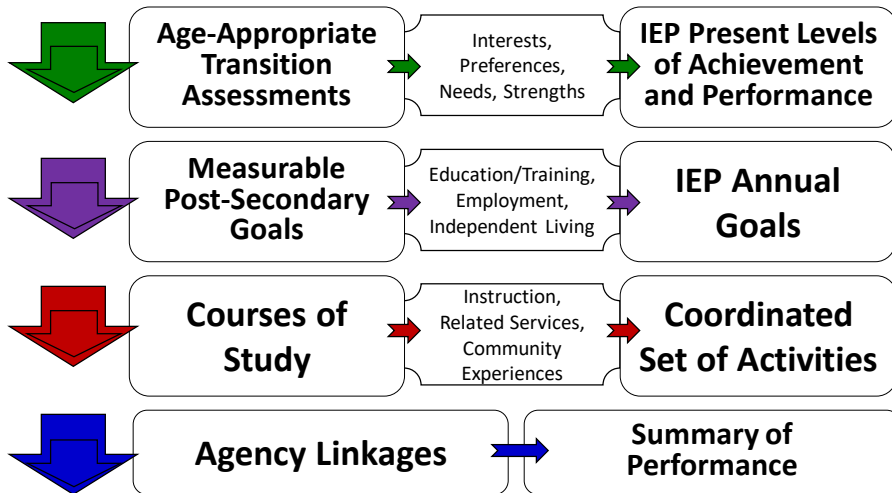 Age-Appropriate
Transition
Assessments
Interests,
Preferences,
Needs, Strengths
IEP Present Levels
of Achievement
and Performance
Measurable
Post-Secondary
Goals
Education/Training,
Employment,
Independent Living
IEP Annual
Goals
Courses of
Study
Instruction,
Related Services,
Community
Experiences
Coordinated
Set of Activities
Agency Linkages
Summary of
Performance